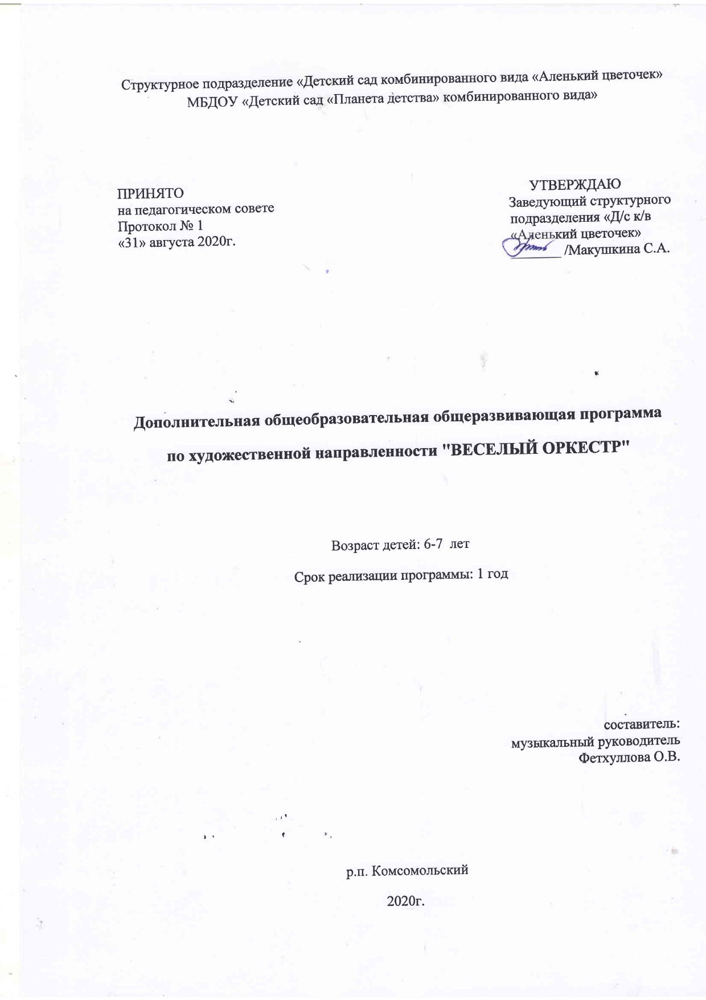 Структурное подразделение «Детский сад комбинированного вида «Аленький цветочек»
МБДОУ «Детский сад «Планета детства» комбинированного вида»
ПРИНЯТО
на педагогическом совете
Протокол № 1
«31» августа 2020г.
УТВЕРЖДАЮ
Заведующий структурного
подразделения «Д/с к/в
«Аленький цветочек»
_______ /Макушкина С.А.
Дополнительная общеобразовательная общеразвивающая программа
по художественной направленности "ВЕСЕЛЫЙ ОРКЕСТР"
Возраст детей: 6-7 лет
Срок реализации программы: 1 год
составитель:
музыкальный руководитель
Фетхуллова О.В.
р.п. Комсомольский
2020г.